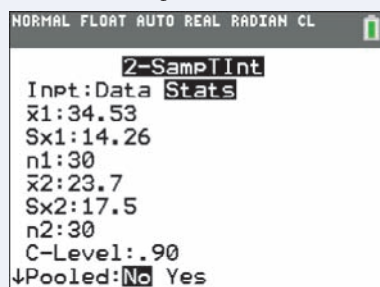 NORMAL FLOAT AUTO REAL RADIAN CL
2-SampTInt
Inpt:Data Stats
x̄1:34.53
Sx1:14.26
n1:30
x̄2:23.7
Sx2:17.5
n2:30
C-Level:.90
↓Pooled:No Yes